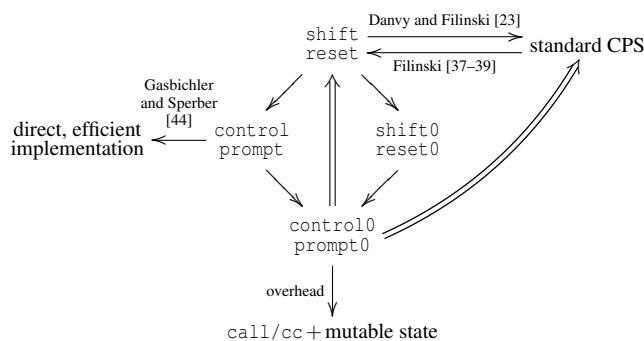 shift
reset
Danvy and Filinski [23]
Filinski [37–39]
standard CPS
Gasbichler
and Sperber
[44]
direct, efficient
implementation
control
prompt
shift0
reset0
control0
prompt0
overhead
call/cc + mutable state